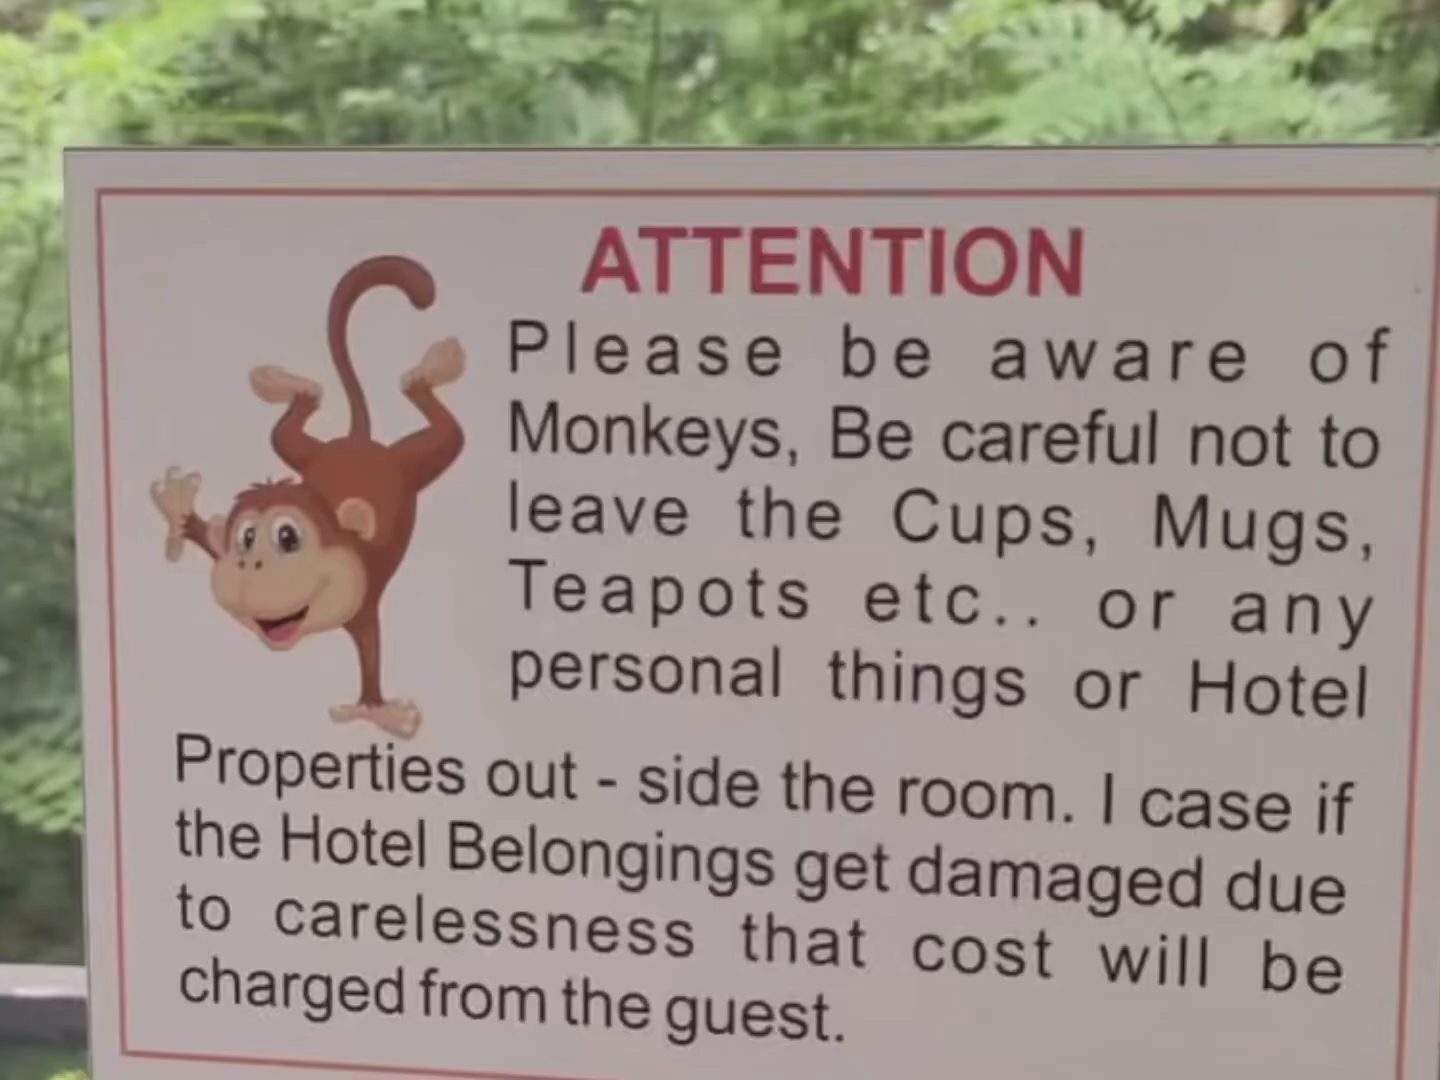 ATTENTION
Please be aware of
Monkeys, Be careful not to
leave the Cups, Mugs,
Teapots etc.. or any
personal things or Hotel
Properties out - side the room. I case if
the Hotel Belongings get damaged due
to carelessness that cost will be
charged from the guest.